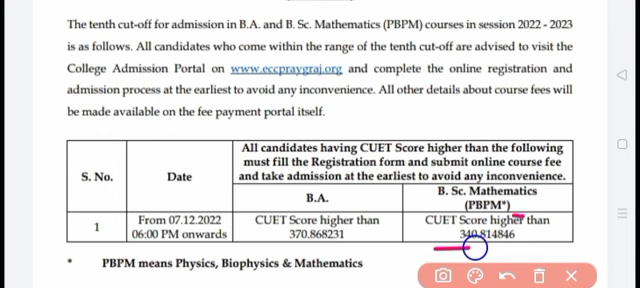 The tenth cut-off for admission in B.A. and B. Sc. Mathematics (PBPM) courses in session 2022 - 2023
is as follows. All candidates who come within the range of the tenth cut-off are advised to visit the
College Admission Portal on www.eccpraygraj.org and complete the online registration and
admission process at the earliest to avoid any inconvenience. All other details about course fees will
be made available on the fee payment portal itself.
S. No.
Date
All candidates having CUET Score higher than the following
must fill the Registration form and submit online course fee
and take admission at the earliest to avoid any inconvenience.
B.A.
B. Sc. Mathematics
(PBPM*)
1
From 07.12.2022
06:00 PM onwards
CUET Score higher than
370.868231
CUET Score higher than
340.814846
* PBPM means Physics, Biophysics & Mathematics